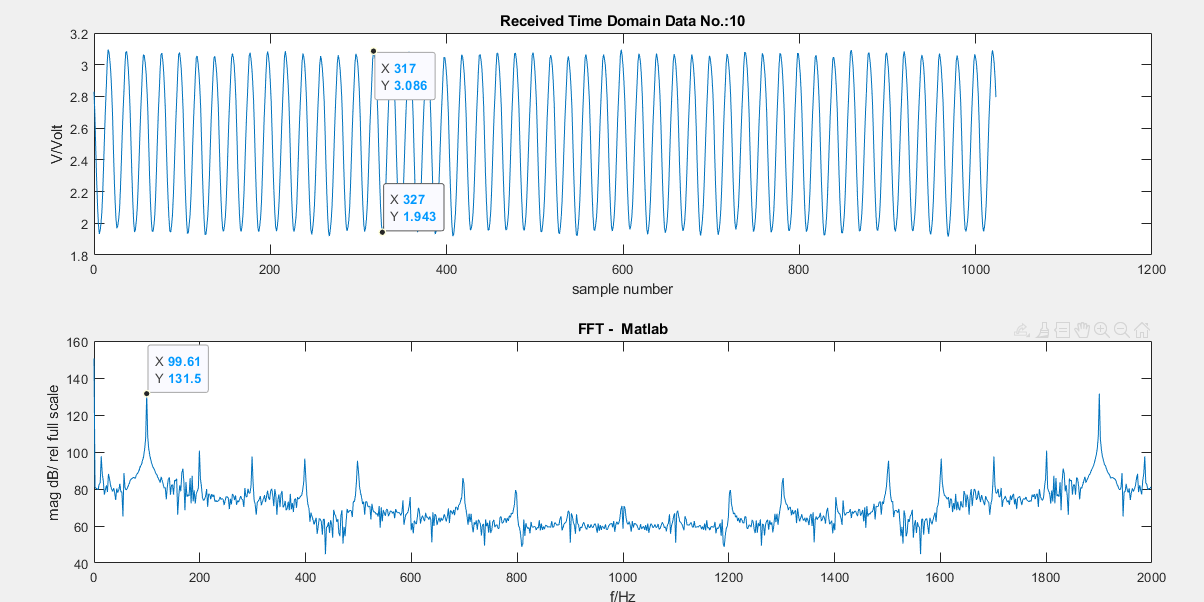 Received Time Domain Data No.:10
3.2
3
2.8
2.6
2.4
2.2
2
1.8
V/Volt
X 317
Y 3.086
X 327
Y 1.943
0 200 400 600 800 1000 1200
sample number
FFT - Matlab
160
140
120
100
80
60
40
mag dB/ rel full scale
X 99.61
Y 131.5
0 200 400 600 800 1000 1200 1400 1600 1800 2000
f/Hz